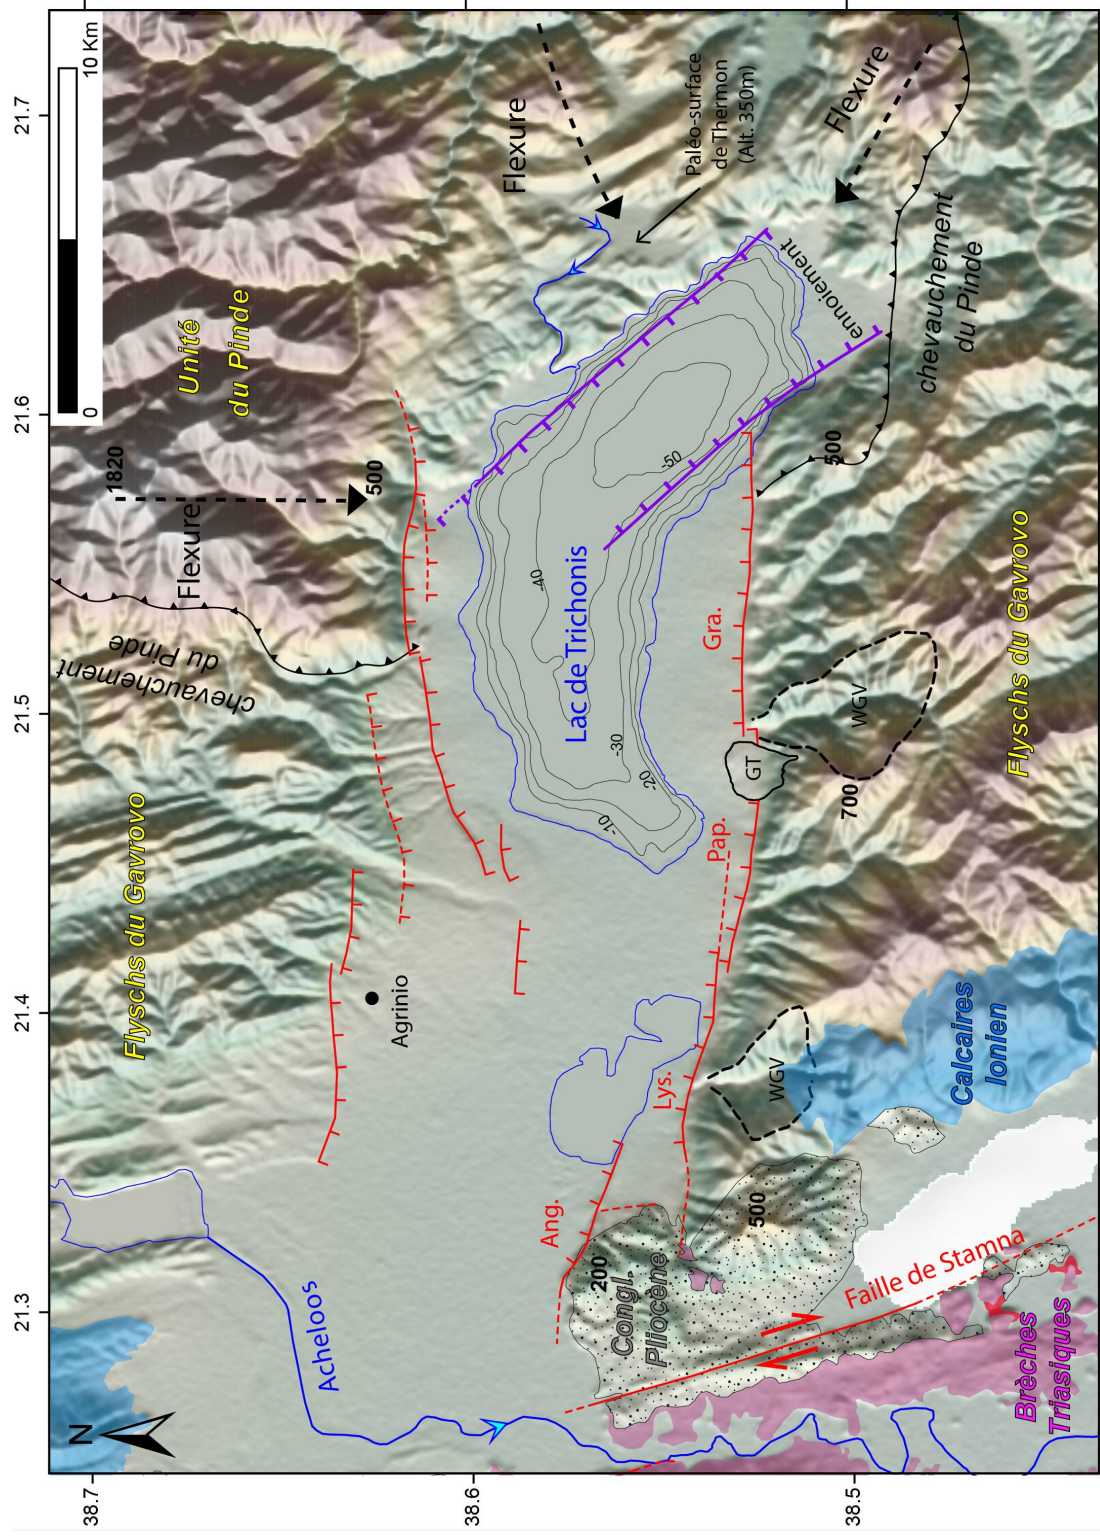 21.3
21.4
21.5
21.6
21.7
38.7
38.6
38.5
N
0
10 Km
Flyschs du Gavrovo
chevauchement
du Pinde
Flexure
1820
500
Unité
du Pinde
Flexure
Paléo-surface
de Thermon
(Alt. 350m)
Flexure
Acheloos
Agrinio
Lac de Trichonis
-10
-20
-30
-40
-50
ennoiement
chevauchement
du Pinde
Ang.
Lys.
Pap.
Gra.
GT
WGV
WGV
700
500
200
500
Congl.
Pliocène
Faille de Stamna
Brèches
Triasiques
Calcaires
Ionien
Flyschs du Gavrovo